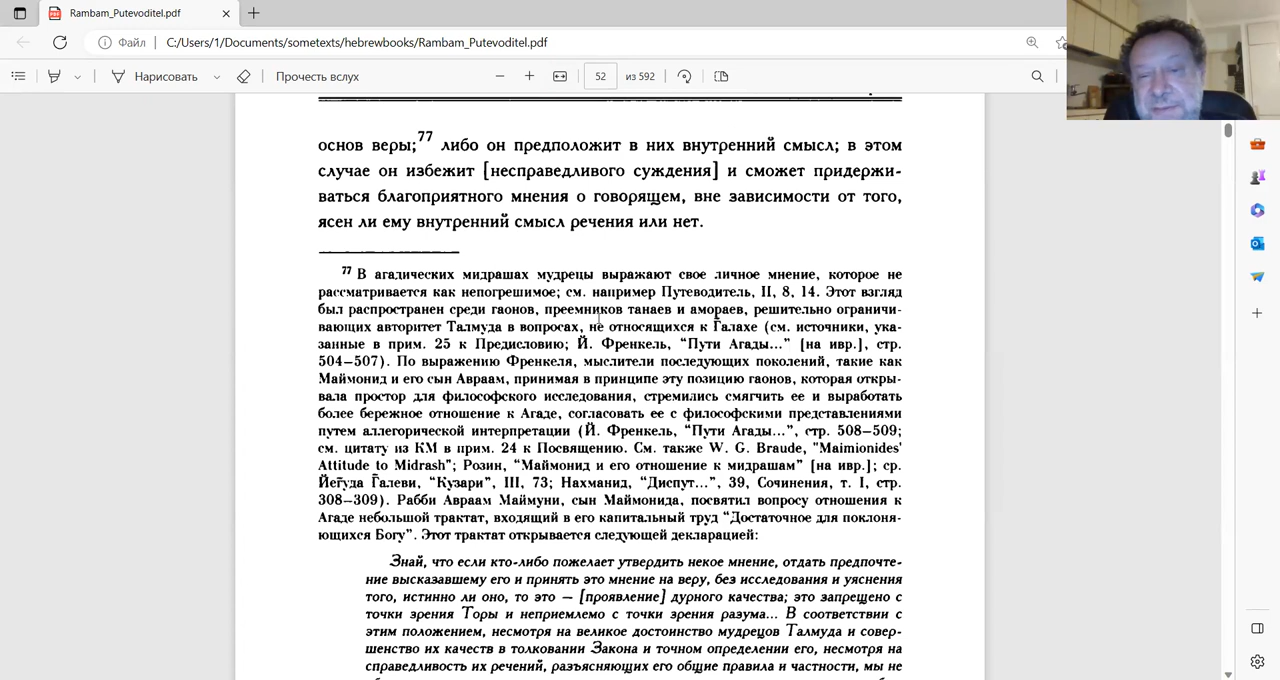 Rambam_Putevoditel.pdf
Файл
C:/Users/1/Documents/sometexts/hebrewbooks/Rambam_Putevoditel.pdf
Нарисовать
Прочесть вслух
52
из 592
основ веры;77 либо он предположит в них внутренний смысл; в этом
случае он избежит [несправедливого суждения] и сможет придержи-
ваться благоприятного мнения о говорящем, вне зависимости от того,
ясен ли ему внутренний смысл речения или нет.
77 В агадических мидрашах мудрецы выражают свое личное мнение, которое не
рассматривается как непогрешимое; см. например Путеводитель, II, 8, 14. Этот взгляд
был распространен среди гаонов, преемников танаев и амораев, решительно ограничи-
вающих авторитет Талмуда в вопросах, не относящихся к Галахе (см. источники, ука-
занные в прим. 25 к Предисловию; Й. Френкель, “Пути Агады...” [на ивр.], стр.
504–507). По выражению Френкеля, мыслители последующих поколений, такие как
Маймонид и его сын Авраам, принимая в принципе эту позицию гаонов, которая откры-
вала простор для философского исследования, стремились смягчить ее и выработать
более бережное отношение к Агаде, согласовать ее с философскими представлениями
путем аллегорической интерпретации (Й. Френкель, “Пути Агады...”, стр. 508–509;
см. цитату из КМ в прим. 24 к Посвящению. См. также W. G. Braude, "Maimionides'
Attitude to Midrash"; Розин, “Маймонид и его отношение к мидрашам” [на ивр.]; ср.
Йегуда Галеви, “Кузари”, III, 73; Нахманид, “Диспут...”, 39, Сочинения, т. I, стр.
308–309). Рабби Авраам Маймуни, сын Маймонида, посвятил вопросу отношения к
Агаде небольшой трактат, входящий в его капитальный труд “Достаточное для поклоня-
ющихся Богу”. Этот трактат открывается следующей декларацией:
Знай, что если кто-либо пожелает утвердить некое мнение, отдать предпочте-
ние высказавшему его и принять это мнение на веру, без исследования и уяснения
того, истинно ли оно, то это — [проявление] дурного качества; это запрещено с
точки зрения Торы и неприемлемо с точки зрения разума... В соответствии с
этим положением, несмотря на великое достоинство мудрецов Талмуда и совер-
шенство их качеств в толковании Закона и точном определении его, несмотря на
справедливость их речений, разъясняющих его общие правила и частности, мы не